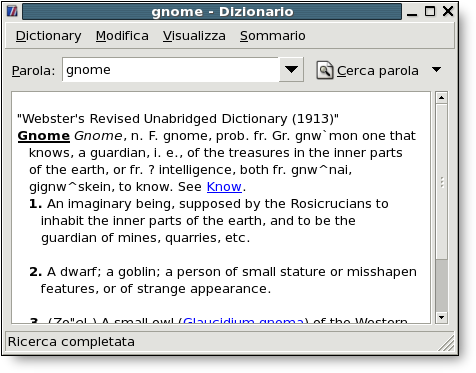 gnome - Dizionario
Dictionary Modifica Visualizza Sommario
Parola: gnome Cerca parola
"Webster's Revised Unabridged Dictionary (1913)"
Gnome Gnome, n. F. gnome, prob. fr. Gr. gnw`mon one that
knows, a guardian, i. e., of the treasures in the inner parts
of the earth, or fr. ? intelligence, both fr. gnw^nai,
gignw^skein, to know. See Know.
1. An imaginary being, supposed by the Rosicrucians to
inhabit the inner parts of the earth, and to be the
guardian of mines, quarries, etc.
2. A dwarf; a goblin; a person of small stature or misshapen
features, or of strange appearance.
3. (Zo"ol.) A small owl (Glaucidium gnoma) of the Western
Ricerca completata